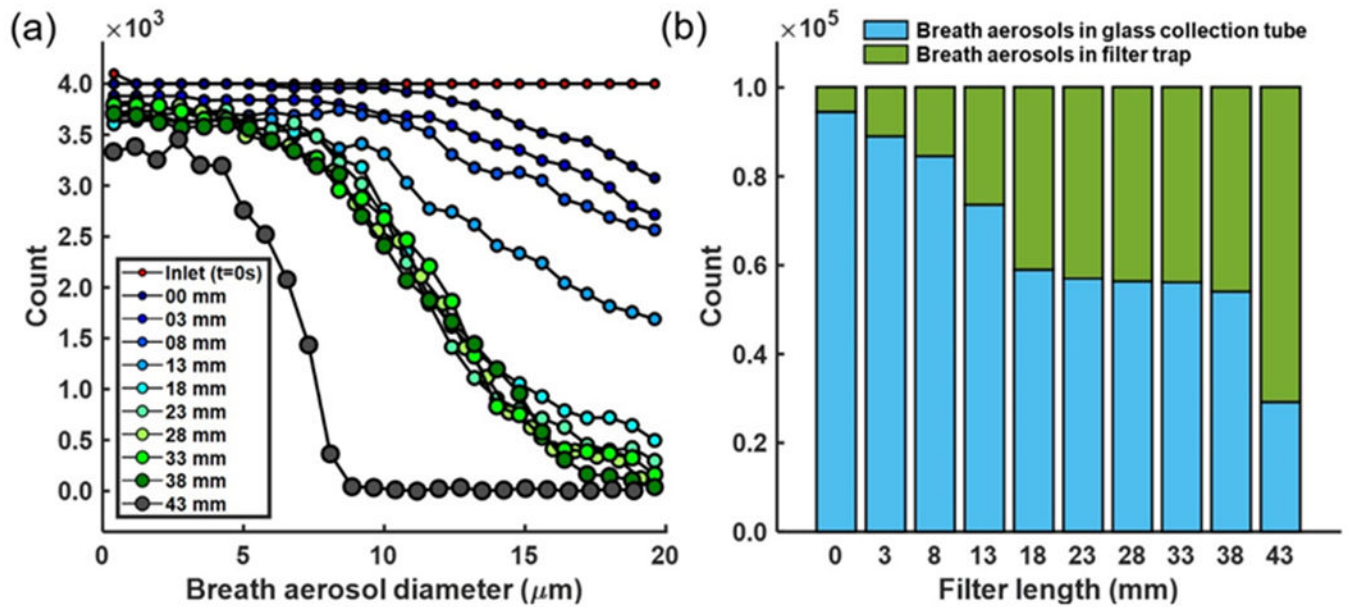 (a)
×10³
4.0
3.5
3.0
2.5
2.0
1.5
1.0
0.5
0.0
Count
Inlet (t=0s)
00 mm
03 mm
08 mm
13 mm
18 mm
23 mm
28 mm
33 mm
38 mm
43 mm
0 5 10 15 20
Breath aerosol diameter (μm)
(b)
×10⁵
Breath aerosols in glass collection tube
Breath aerosols in filter trap
1.0
0.8
0.6
0.4
0.2
0.0
Count
0 3 8 13 18 23 28 33 38 43
Filter length (mm)